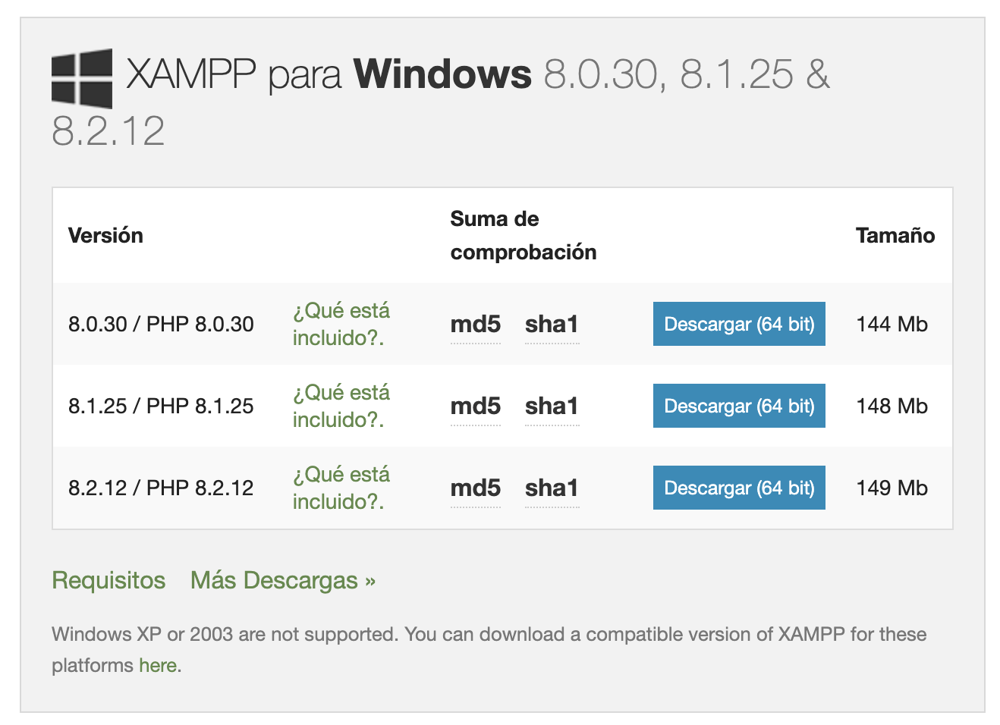 XAMPP para Windows 8.0.30, 8.1.25 &
8.2.12
Versión Suma de comprobación Tamaño
8.0.30 / PHP 8.0.30 ¿Qué está incluido?. md5 sha1 Descargar (64 bit) 144 Mb
8.1.25 / PHP 8.1.25 ¿Qué está incluido?. md5 sha1 Descargar (64 bit) 148 Mb
8.2.12 / PHP 8.2.12 ¿Qué está incluido?. md5 sha1 Descargar (64 bit) 149 Mb
Requisitos Más Descargas »
Windows XP or 2003 are not supported. You can download a compatible version of XAMPP for these
platforms here.